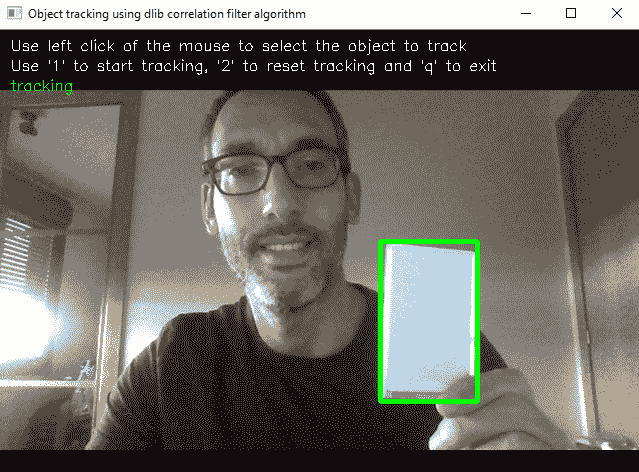 Object tracking using dlib correlation filter algorithm
Use left click of the mouse to select the object to track
Use '1' to start tracking, '2' to reset tracking and 'q' to exit
tracking